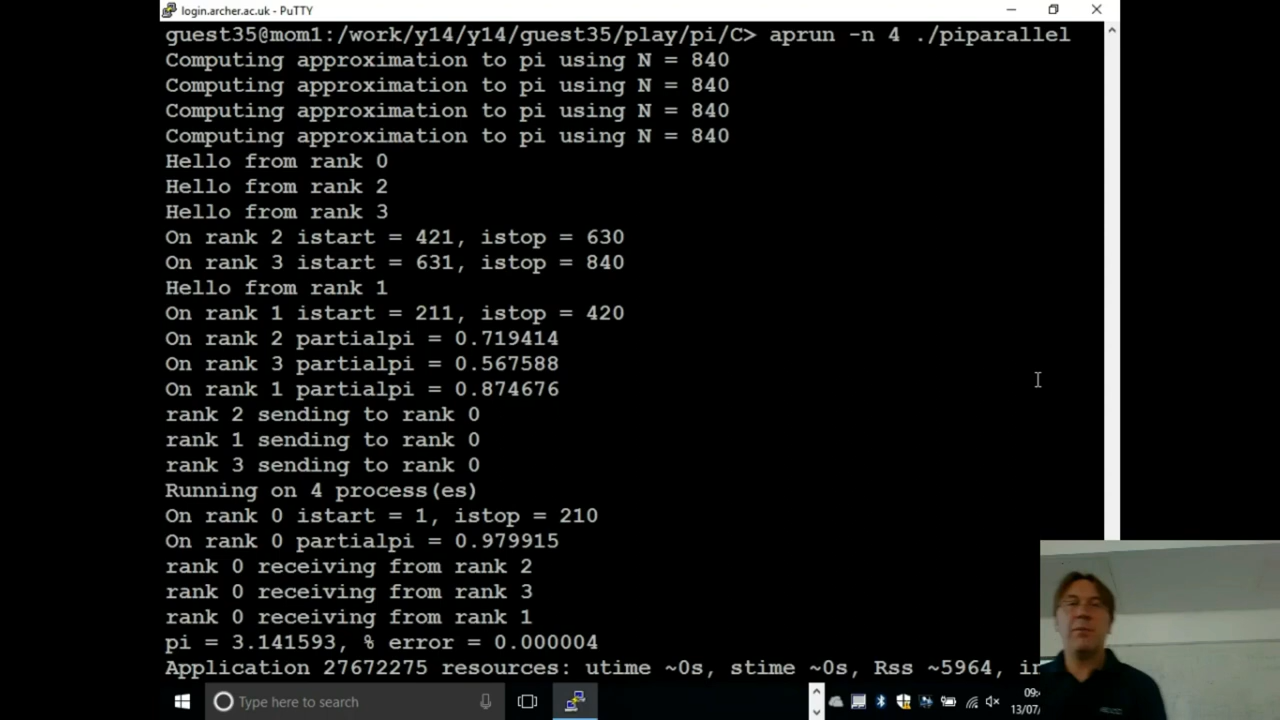 login.archer.ac.uk - PuTTY
guest35@mom1:/work/y14/y14/guest35/play/pi/C> aprun -n 4 ./piparallel
Computing approximation to pi using N = 840
Computing approximation to pi using N = 840
Computing approximation to pi using N = 840
Computing approximation to pi using N = 840
Hello from rank 0
Hello from rank 2
Hello from rank 3
On rank 2 istart = 421, istop = 630
On rank 3 istart = 631, istop = 840
Hello from rank 1
On rank 1 istart = 211, istop = 420
On rank 2 partialpi = 0.719414
On rank 3 partialpi = 0.567588
On rank 1 partialpi = 0.874676
rank 2 sending to rank 0
rank 1 sending to rank 0
rank 3 sending to rank 0
Running on 4 process(es)
On rank 0 istart = 1, istop = 210
On rank 0 partialpi = 0.979915
rank 0 receiving from rank 2
rank 0 receiving from rank 3
rank 0 receiving from rank 1
pi = 3.141593, % error = 0.000004
Application 27672275 resources: utime ~0s, stime ~0s, Rss ~5964, in
Type here to search
09:
13/07/